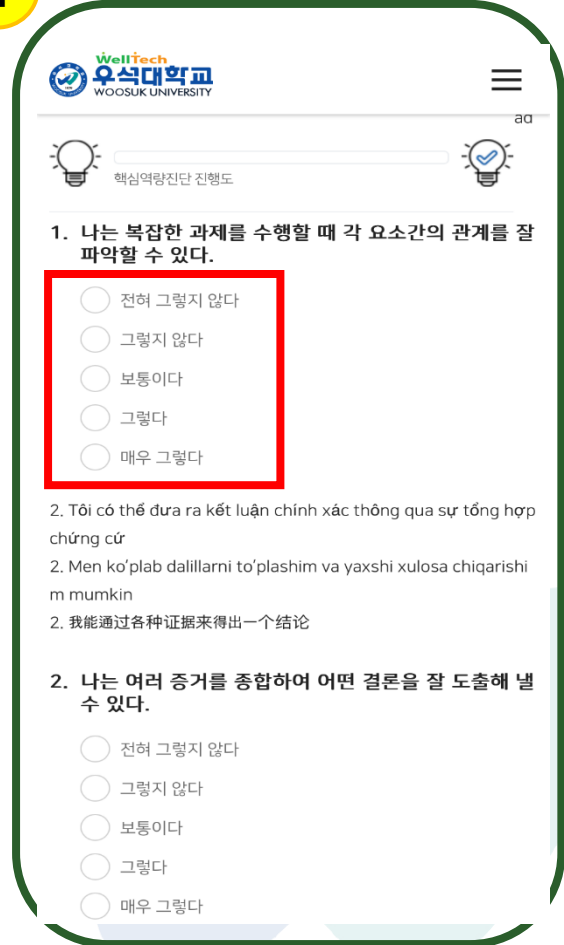 WellTech
우석대학교
WOOSUK UNIVERSITY
ad
핵심역량진단 진행도
1. 나는 복잡한 과제를 수행할 때 각 요소간의 관계를 잘
파악할 수 있다.
전혀 그렇지 않다
그렇지 않다
보통이다
그렇다
매우 그렇다
2. Tôi có thể đưa ra kết luận chính xác thông qua sự tổng hợp
chứng cứ
2. Men ko'plab dalillarni to'plashim va yaxshi xulosa chiqarishi
m mumkin
2. 我能通过各种证据来得出一个结论
2. 나는 여러 증거를 종합하여 어떤 결론을 잘 도출해 낼
수 있다.
전혀 그렇지 않다
그렇지 않다
보통이다
그렇다
매우 그렇다